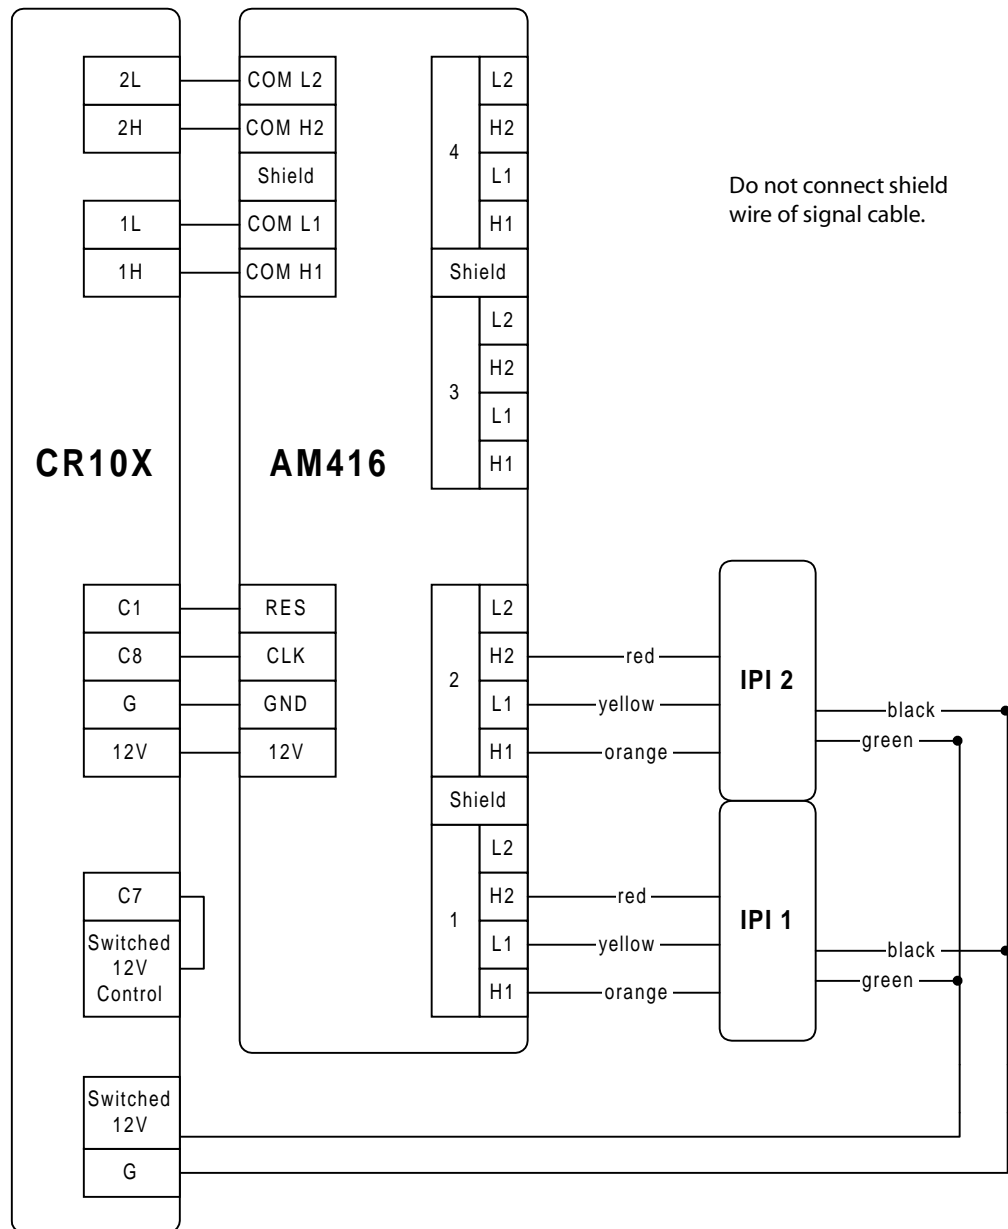 2L
2H
1L
1H
CR10X
C1
C8
G
12V
C7
Switched
12V
Control
Switched
12V
G
COM L2
COM H2
Shield
COM L1
COM H1
AM416
RES
CLK
GND
12V
4
L2
H2
L1
H1
Shield
3
L2
H2
L1
H1
2
L2
H2
L1
H1
Shield
1
L2
H2
L1
H1
Do not connect shield
wire of signal cable.
red
yellow
orange
IPI 2
black
green
red
yellow
orange
IPI 1
black
green